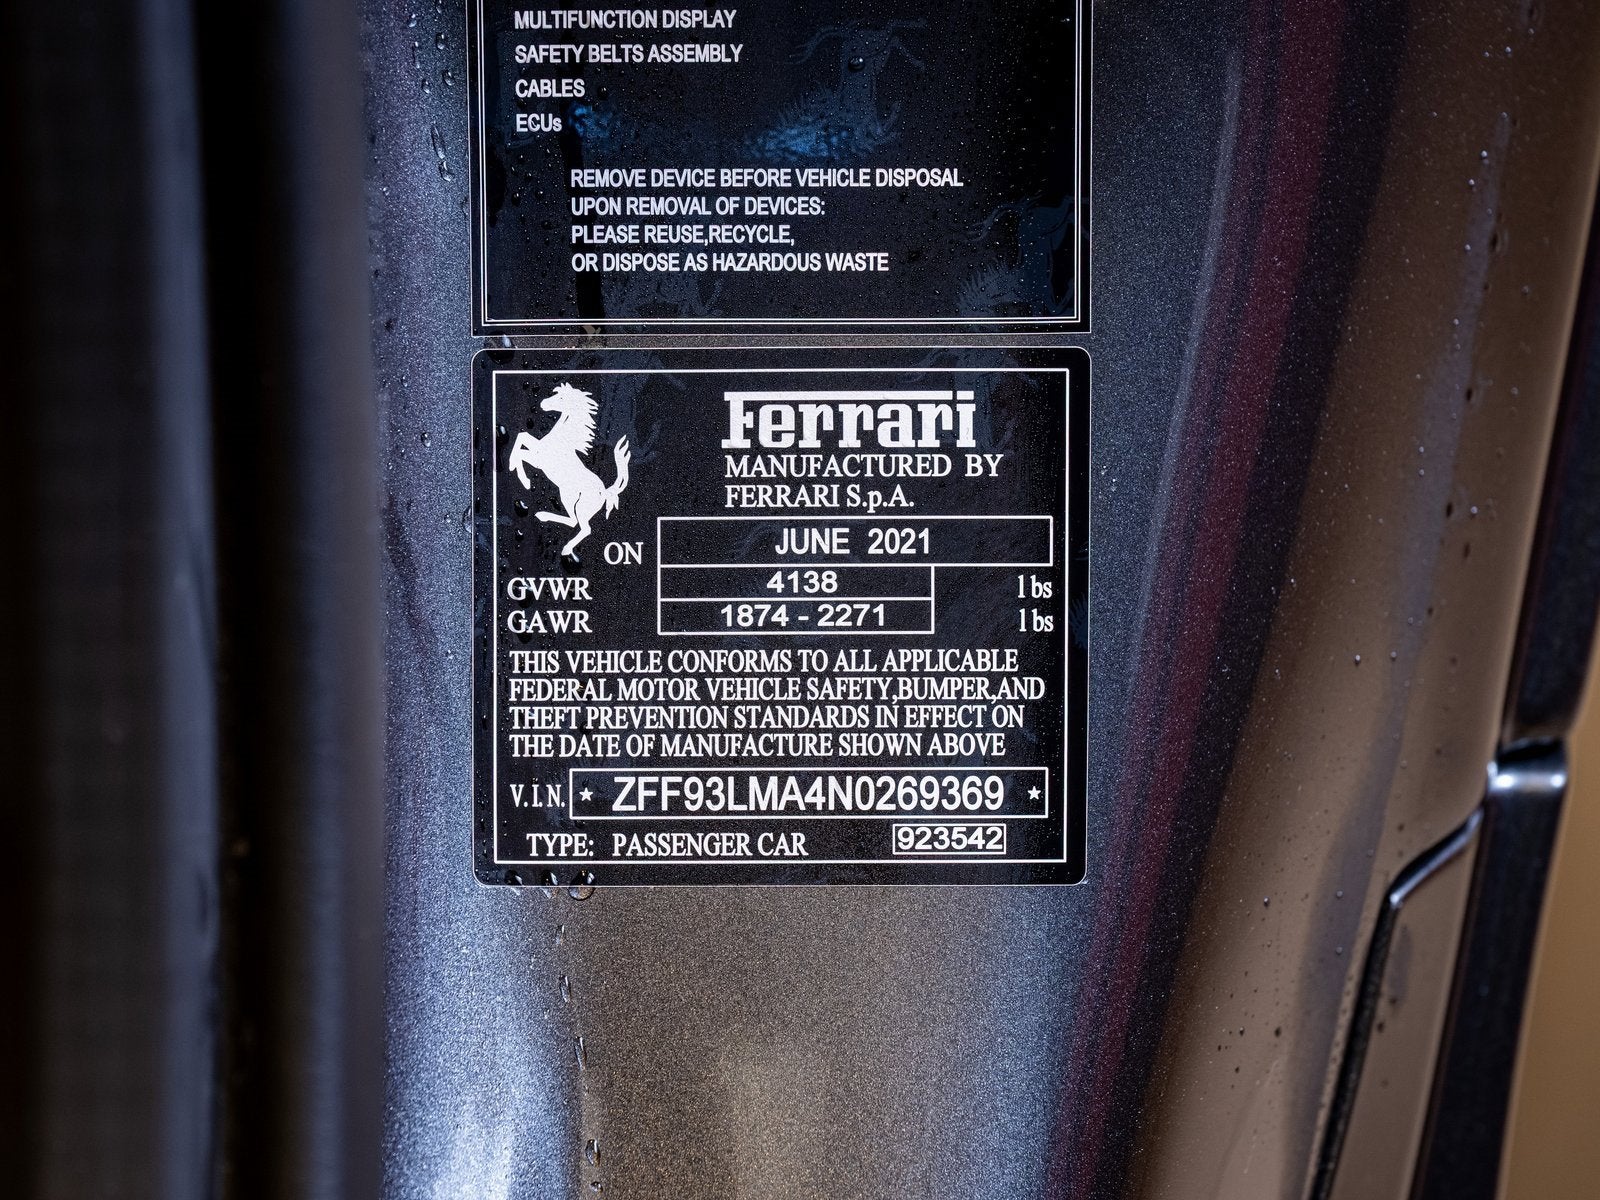 MULTIFUNCTION DISPLAY
SAFETY BELTS ASSEMBLY
CABLES
ECUs
REMOVE DEVICE BEFORE VEHICLE DISPOSAL
UPON REMOVAL OF DEVICES:
PLEASE REUSE,RECYCLE,
OR DISPOSE AS HAZARDOUS WASTE
Ferrari
MANUFACTURED BY
FERRARI S.p.A.
ON JUNE 2021
GVWR 4138 lbs
GAWR 1874 - 2271 lbs
THIS VEHICLE CONFORMS TO ALL APPLICABLE
FEDERAL MOTOR VEHICLE SAFETY,BUMPER,AND
THEFT PREVENTION STANDARDS IN EFFECT ON
THE DATE OF MANUFACTURE SHOWN ABOVE
V.I.N. * ZFF93LMA4N0269369 *
TYPE: PASSENGER CAR 923542